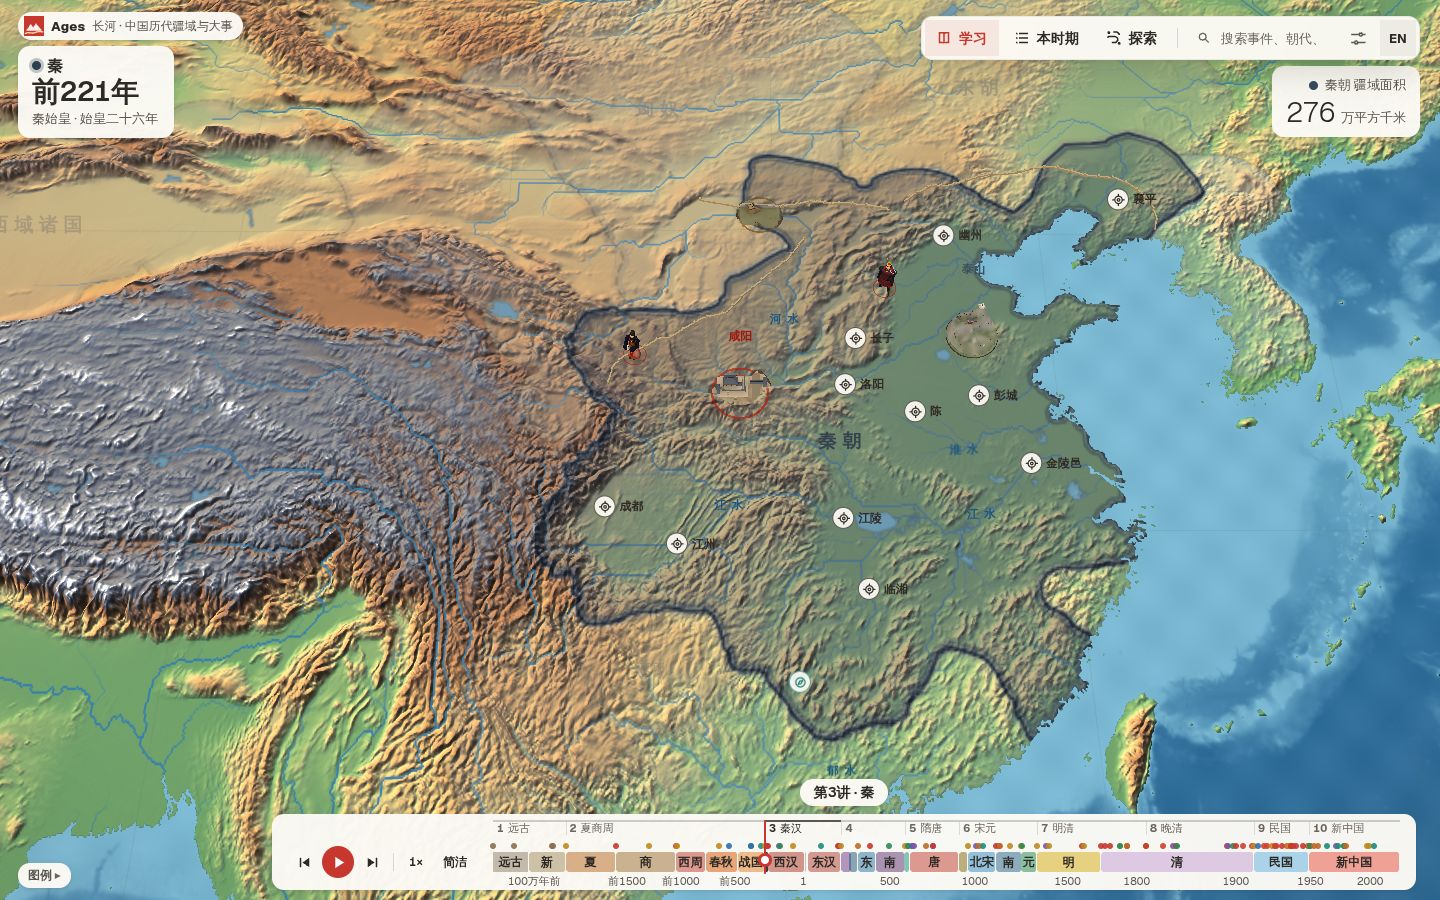 Ages 长河·中国历代疆域与大事
秦
前221年
秦始皇·始皇二十六年
学习
本时期
探索
搜索事件、朝代、
EN
秦朝 疆域面积
276 万平方千米
东胡
匈奴
西域诸国
襄平
幽州
泰山
河水
咸阳
长子
洛阳
彭城
陈
秦朝
淮水
金陵邑
成都
江水
江陵
江水
江州
临湘
郁水
第3讲·秦
1× 简洁
1 远古
2 夏商周
3 秦汉
4
5 隋唐
6 宋元
7 明清
8 晚清
9 民国
10 新中国
远古 新 夏 商 西周 春秋 战国 西汉 东汉 东 南 唐 北宋 南 元 明 清 民国 新中国
100万年前 前1500 前1000 前500 1 500 1000 1500 1800 1900 1950 2000
图例 ▸